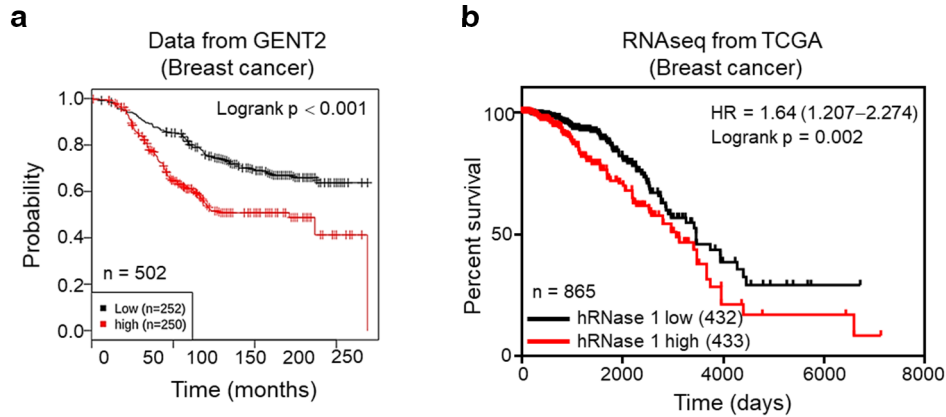 a
Data from GENT2
(Breast cancer)
Logrank p < 0.001
Probability
1.0
0.8
0.6
0.4
0.2
0.0
n = 502
Low (n=252)
high (n=250)
0 50 100 150 200 250
Time (months)
b
RNAseq from TCGA
(Breast cancer)
HR = 1.64 (1.207–2.274)
Logrank p = 0.002
Percent survival
100
50
0
n = 865
hRNase 1 low (432)
hRNase 1 high (433)
0 2000 4000 6000 8000
Time (days)